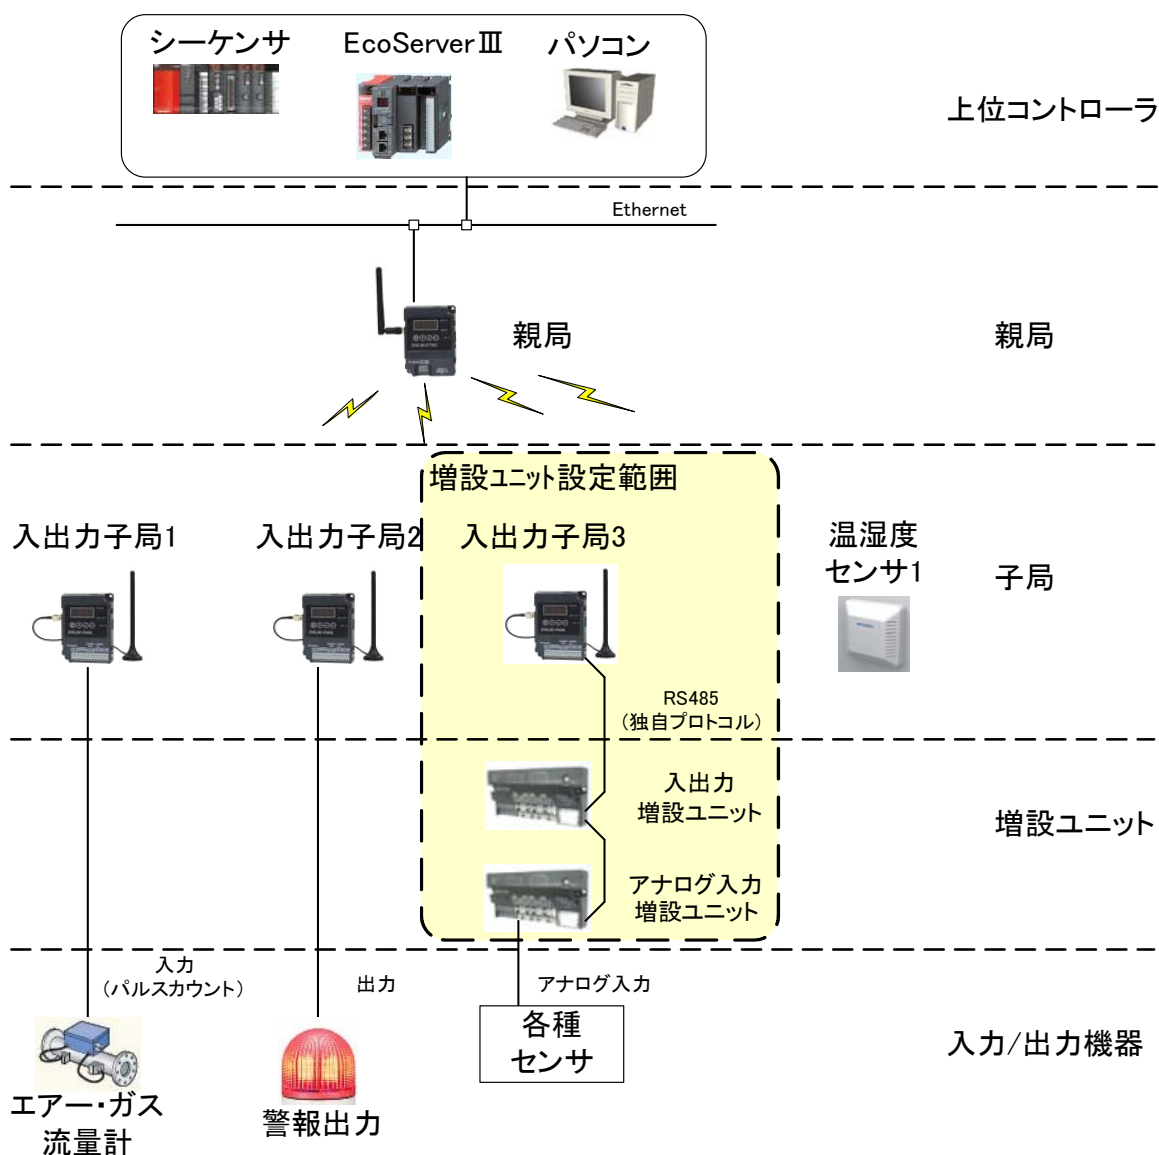 シーケンサ
EcoServerⅢ
パソコン
上位コントローラ
Ethernet
親局
親局
増設ユニット設定範囲
入出力子局1
入出力子局2
入出力子局3
温湿度
センサ1
子局
RS485
(独自プロトコル)
入出力
増設ユニット
増設ユニット
アナログ入力
増設ユニット
入力
(パルスカウント)
出力
アナログ入力
各種
センサ
入力/出力機器
エアー・ガス
流量計
警報出力